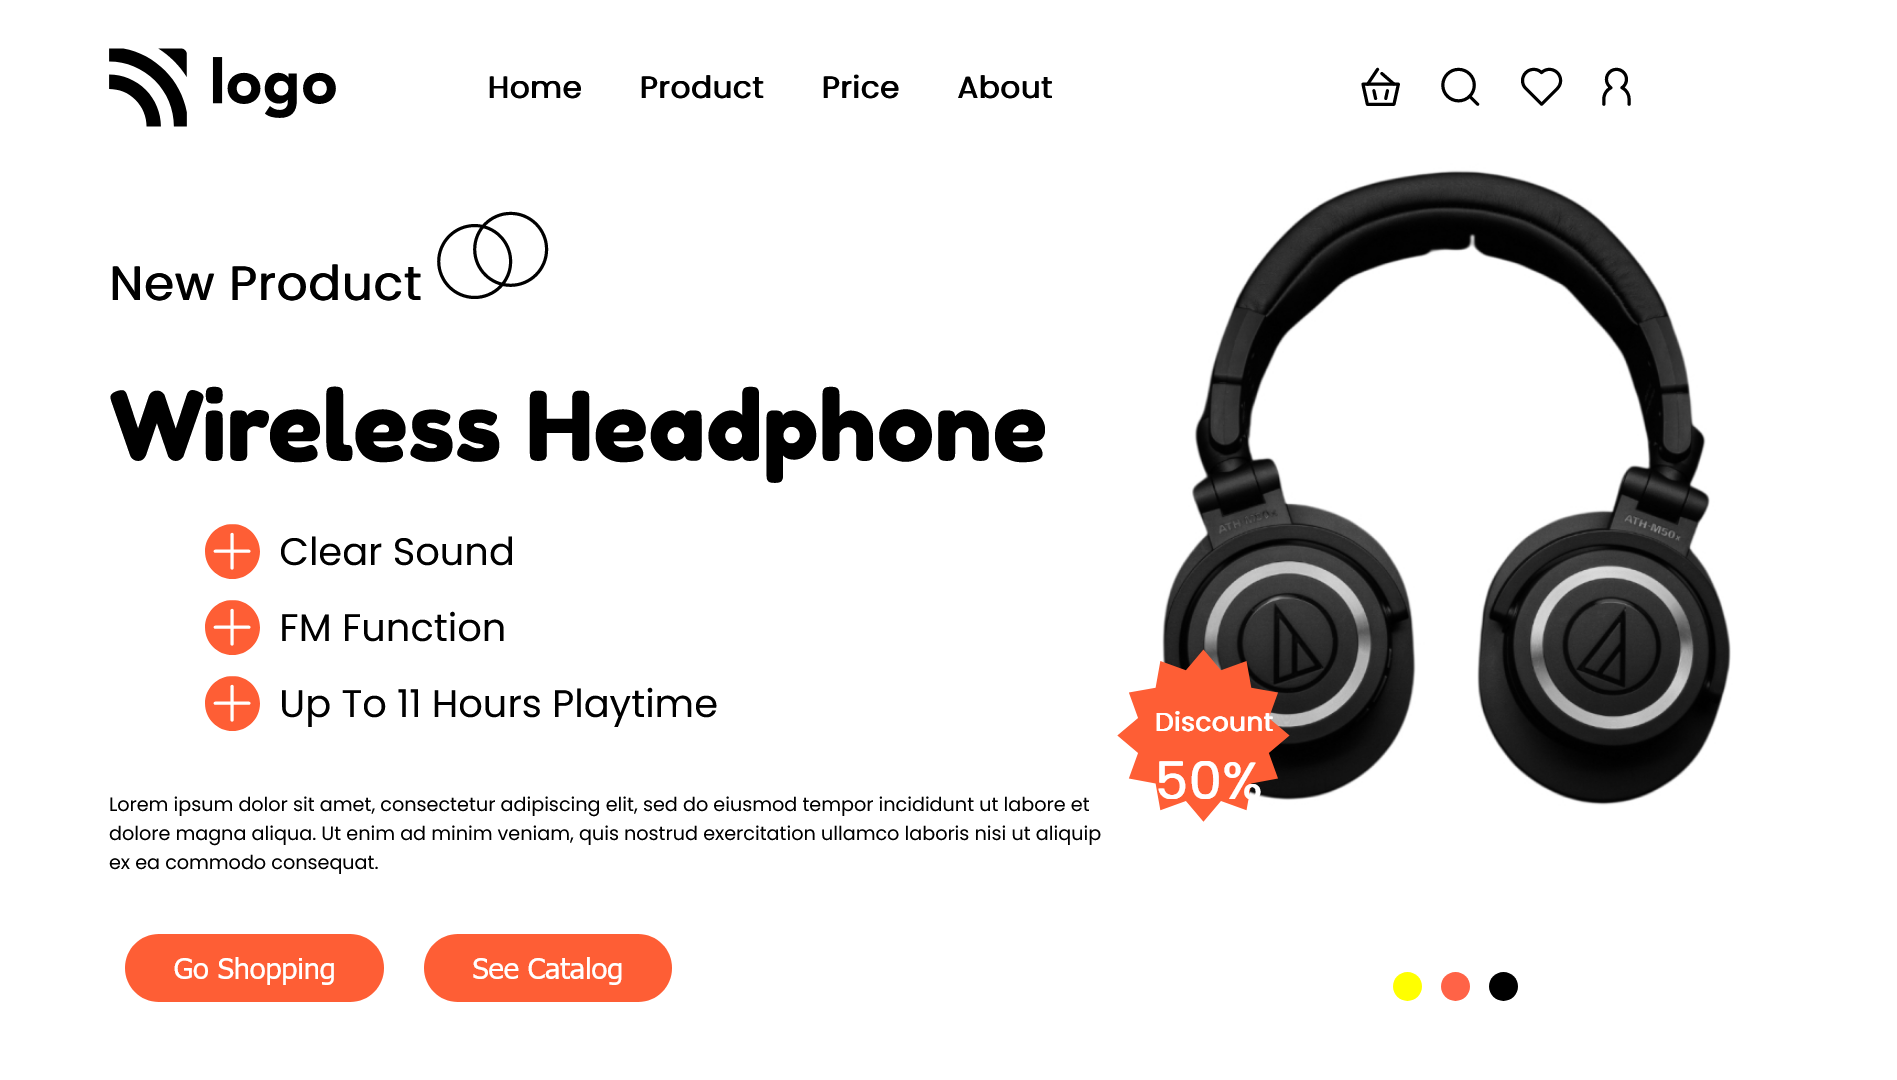 logo
Home Product Price About
New Product
Wireless Headphone
Clear Sound
FM Function
Up To 11 Hours Playtime
Lorem ipsum dolor sit amet, consectetur adipiscing elit, sed do eiusmod tempor incididunt ut labore et
dolore magna aliqua. Ut enim ad minim veniam, quis nostrud exercitation ullamco laboris nisi ut aliquip
ex ea commodo consequat.
Go Shopping
See Catalog
ATH-M50x
ATH-M50x
Discount
50%